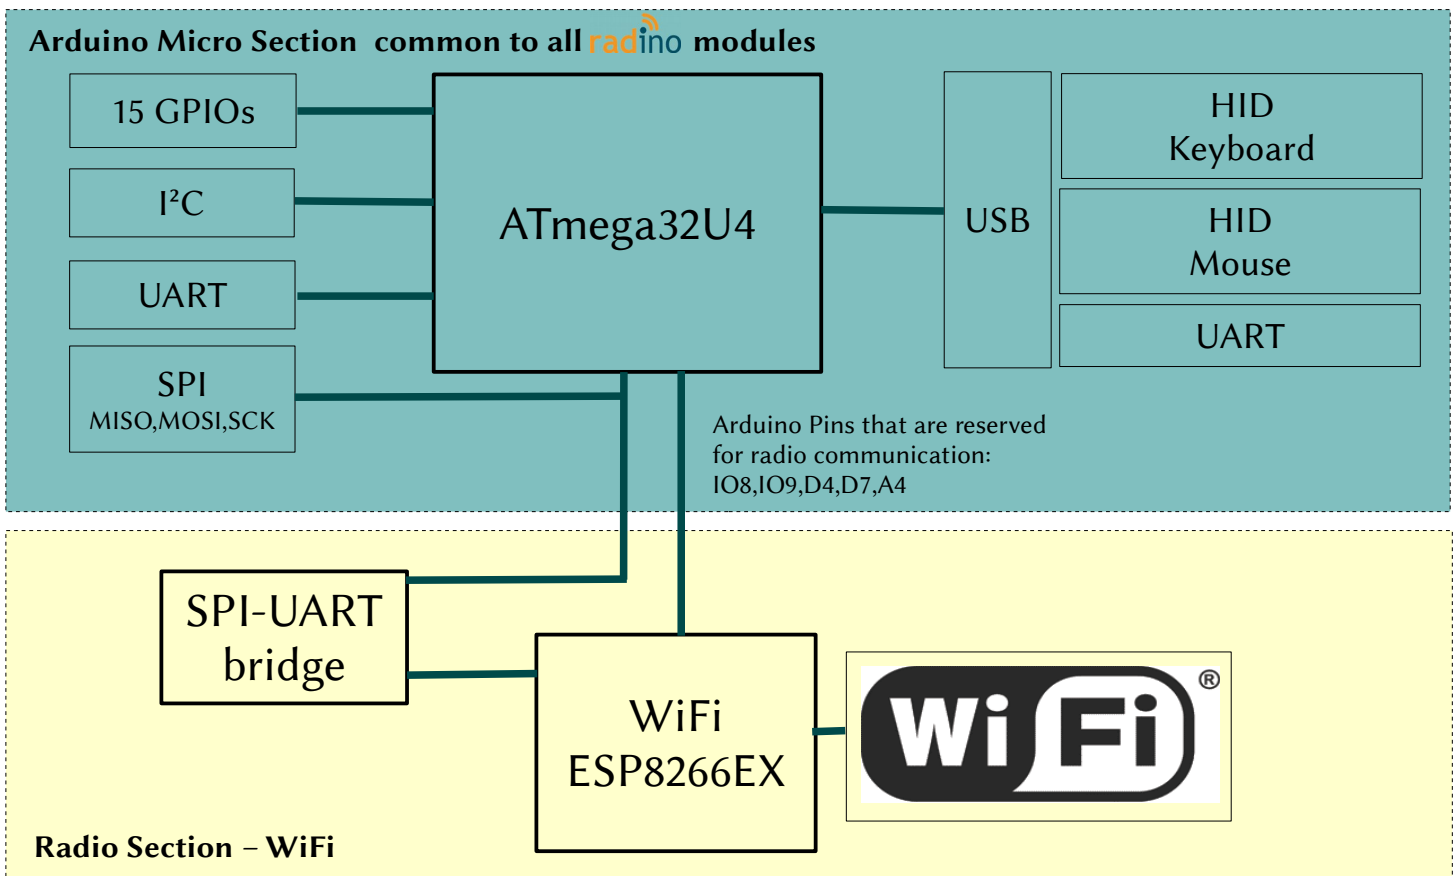 Arduino Micro Section common to all radino modules
15 GPIOs
I²C
UART
SPI
MISO,MOSI,SCK
ATmega32U4
USB
HID
Keyboard
HID
Mouse
UART
Arduino Pins that are reserved
for radio communication:
IO8,IO9,D4,D7,A4
SPI-UART
bridge
WiFi
ESP8266EX
Wi Fi ®
Radio Section – WiFi